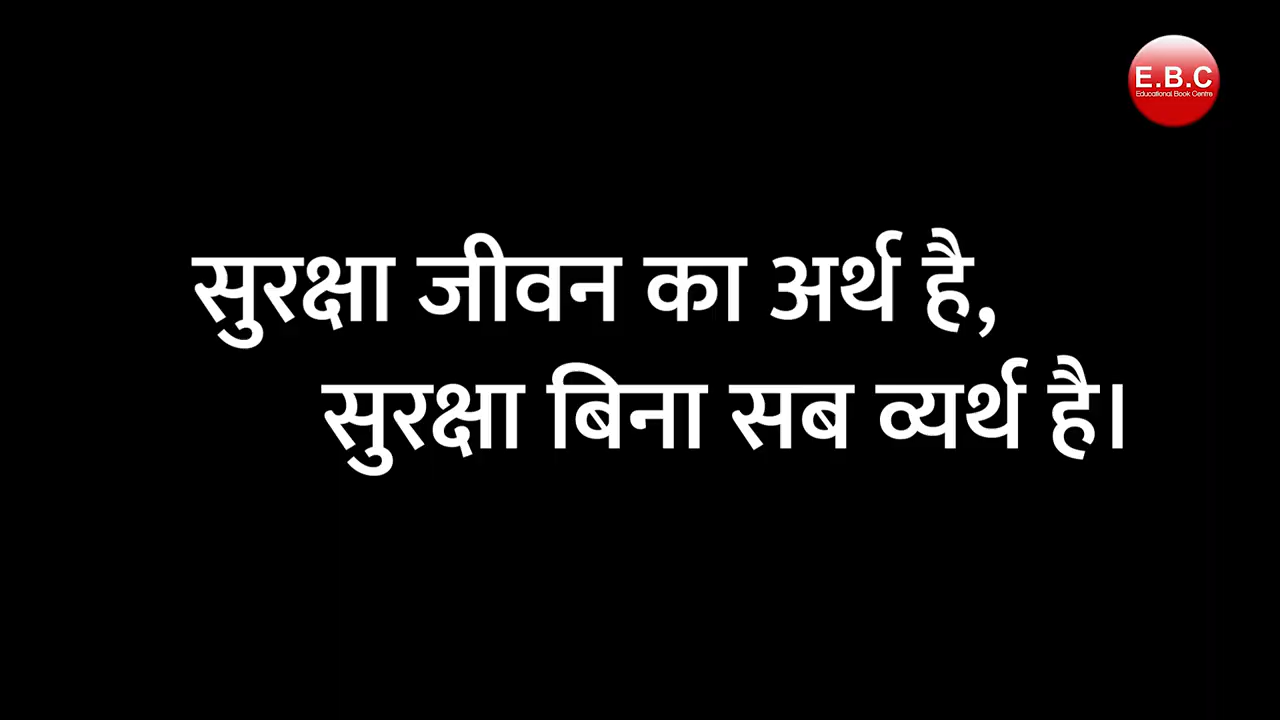 E.B.C
Educational Book Centre
सुरक्षा जीवन का अर्थ है,
सुरक्षा बिना सब व्यर्थ है।